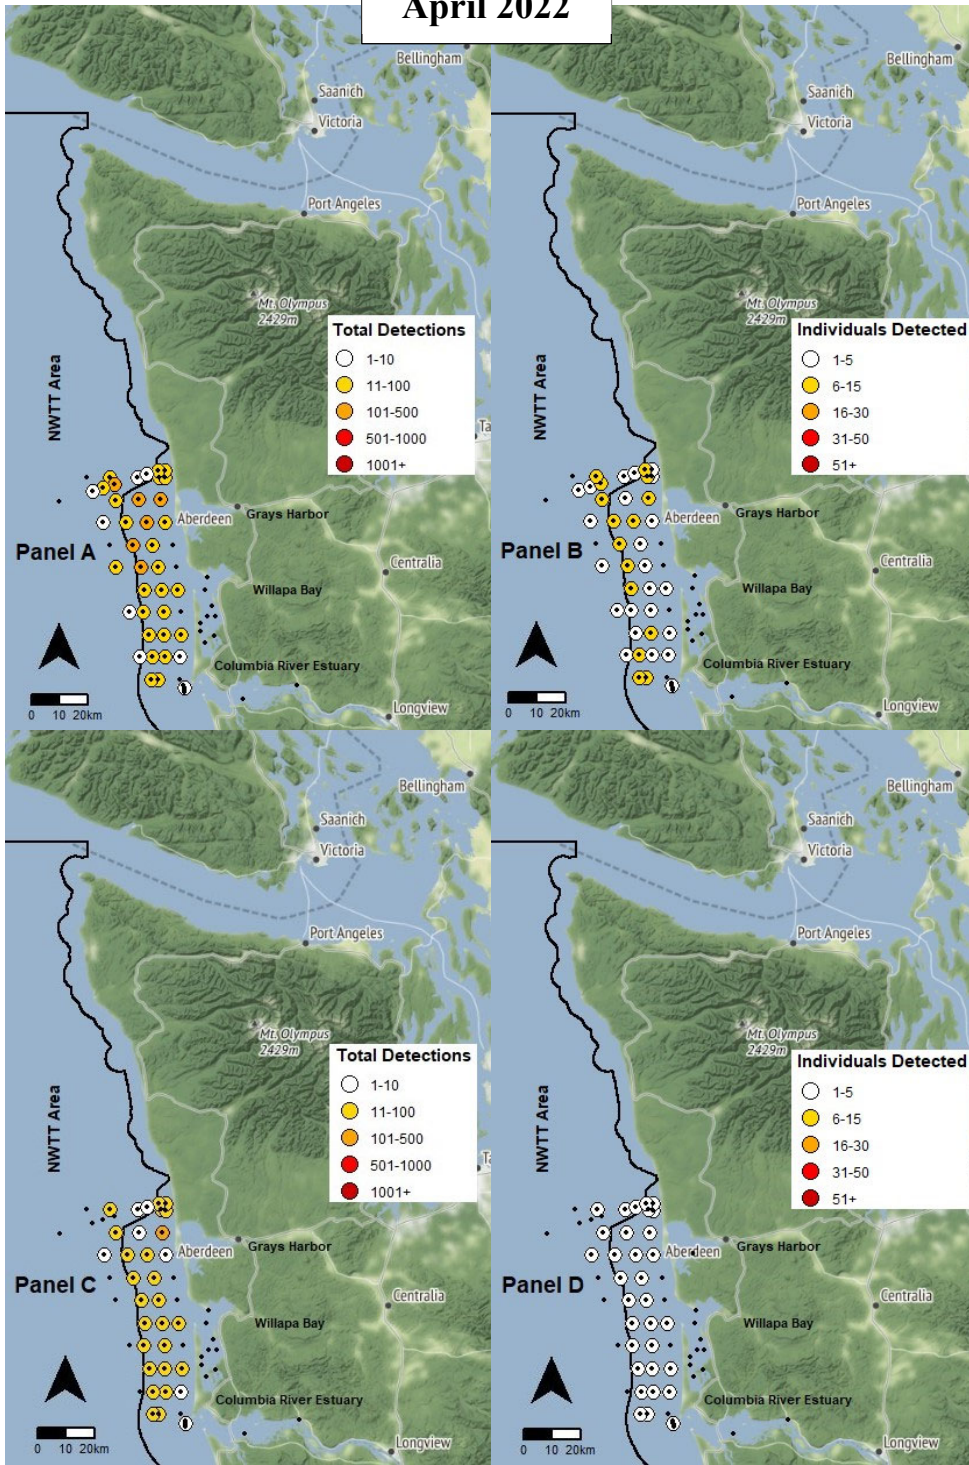 April 2022
Bellingham
Saanich
Victoria
Port Angeles
Mt. Olympus
2429m
NWTT Area
Total Detections
1-10
11-100
101-500
501-1000
1001+
Ta
Aberdeen
Grays Harbor
Panel A
Centralia
Willapa Bay
Columbia River Estuary
0 10 20km
Longview
Bellingham
Saanich
Victoria
Port Angeles
Mt. Olympus
2429m
NWTT Area
Individuals Detected
1-5
6-15
16-30
31-50
51+
Aberdeen
Grays Harbor
Panel B
Centralia
Willapa Bay
Columbia River Estuary
0 10 20km
Longview
Bellingham
Saanich
Victoria
Port Angeles
Mt. Olympus
2429m
NWTT Area
Total Detections
1-10
11-100
101-500
501-1000
1001+
Ta
Aberdeen
Grays Harbor
Panel C
Centralia
Willapa Bay
Columbia River Estuary
0 10 20km
Longview
Bellingham
Saanich
Victoria
Port Angeles
Mt. Olympus
2429m
NWTT Area
Individuals Detected
1-5
6-15
16-30
31-50
51+
Aberdeen
Grays Harbor
Panel D
Centralia
Willapa Bay
Columbia River Estuary
0 10 20km
Longview